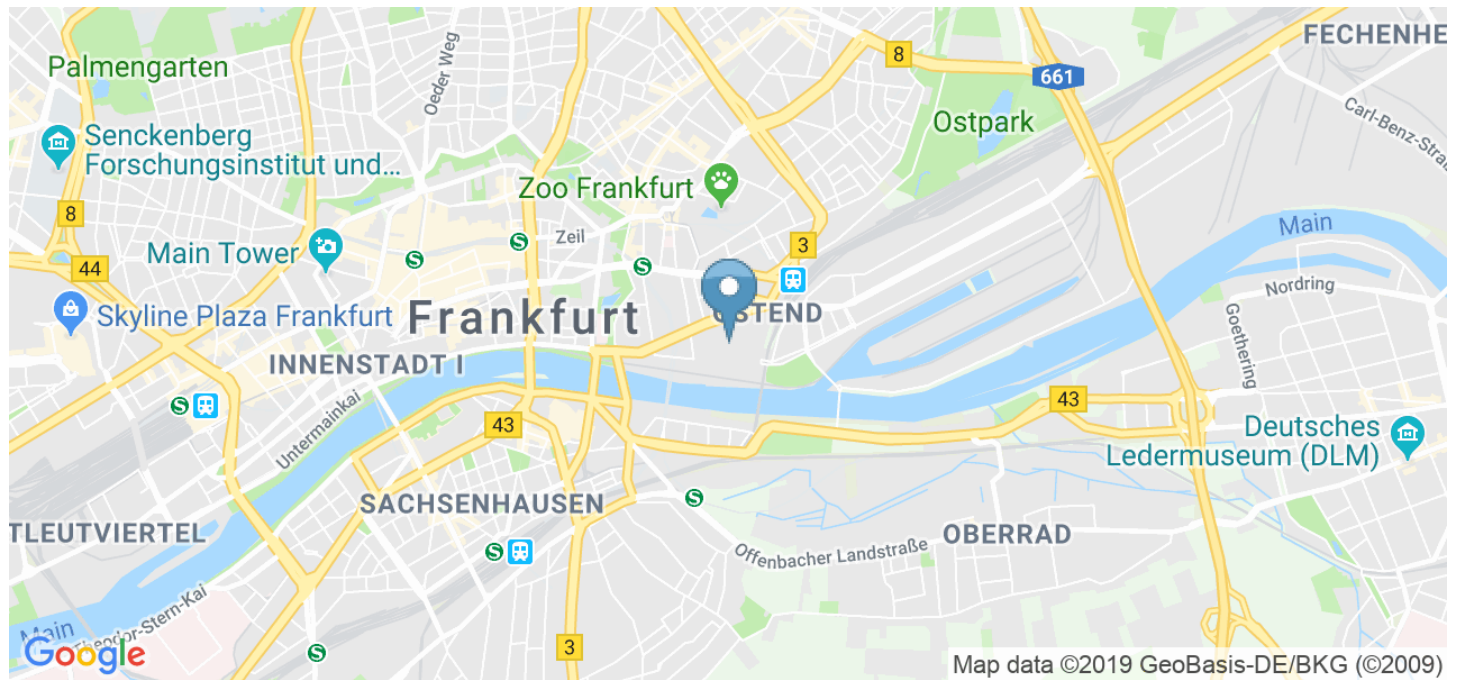 FECHENHE
8
Palmengarten
Oeder Weg
661
Carl-Benz-Straß
Ostpark
Senckenberg
Forschungsinstitut und...
Zoo Frankfurt
8
S
Zeil
3
Main
Main Tower
S
S
44
Nordring
Skyline Plaza Frankfurt
Frankfurt
OSTEND
Goethering
INNENSTADT I
43
S
Untermainkai
43
Deutsches
Ledermuseum (DLM)
SACHSENHAUSEN
S
TLEUTVIERTEL
OBERRAD
S
Offenbacher Landstraße
Theodor-Stern-Kai
Main
3
S
Google
Map data ©2019 GeoBasis-DE/BKG (©2009)